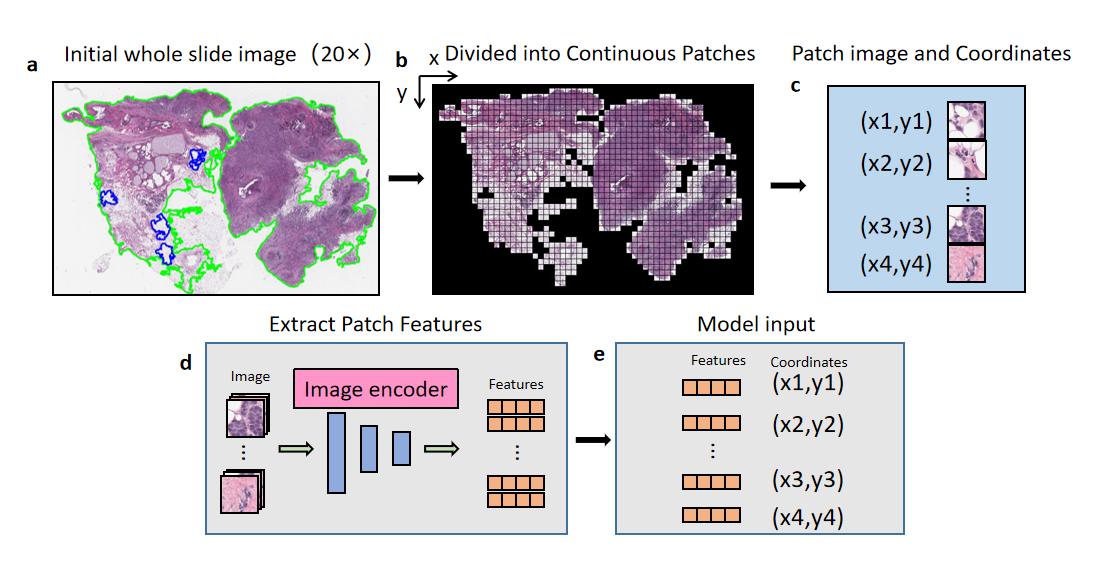 a
Initial whole slide image（20×）
b
x
Divided into Continuous Patches
y
Patch image and Coordinates
c
(x1,y1)
(x2,y2)
⋮
(x3,y3)
(x4,y4)
Extract Patch Features
d
Image
Image encoder
Features
⋮
⋮
Model input
e
Features
Coordinates
(x1,y1)
(x2,y2)
⋮
(x3,y3)
(x4,y4)